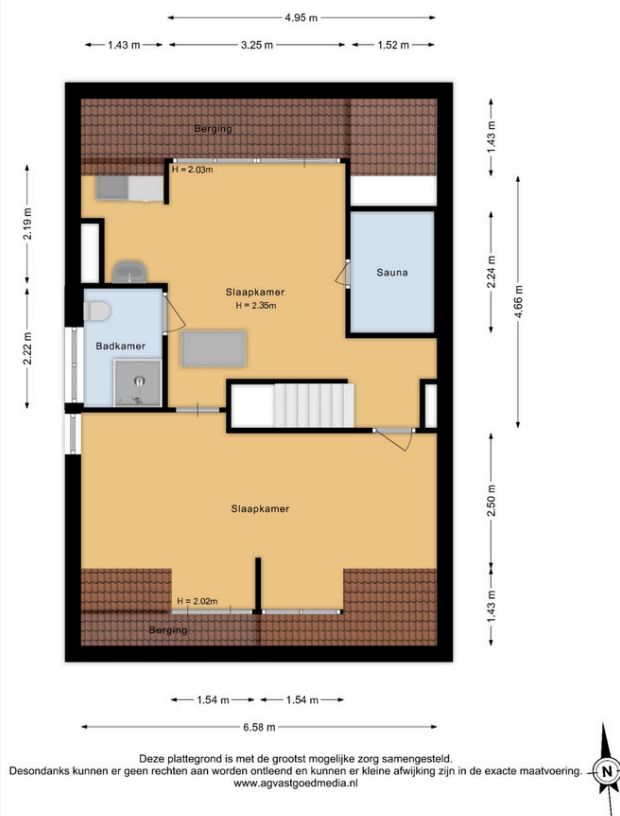 4.95 m
1.43 m
3.25 m
1.52 m
Berging
1.43 m
H = 2.03m
2.19 m
2.24 m
Sauna
Slaapkamer
H = 2.35m
4.66 m
2.22 m
Badkamer
Slaapkamer
2.50 m
H = 2.02m
1.43 m
Berging
1.54 m
1.54 m
6.58 m
Deze plattegrond is met de grootst mogelijke zorg samengesteld.
Desondanks kunnen er geen rechten aan worden ontleend en kunnen er kleine afwijking zijn in de exacte maatvoering.
www.agvastgoedmedia.nl
N